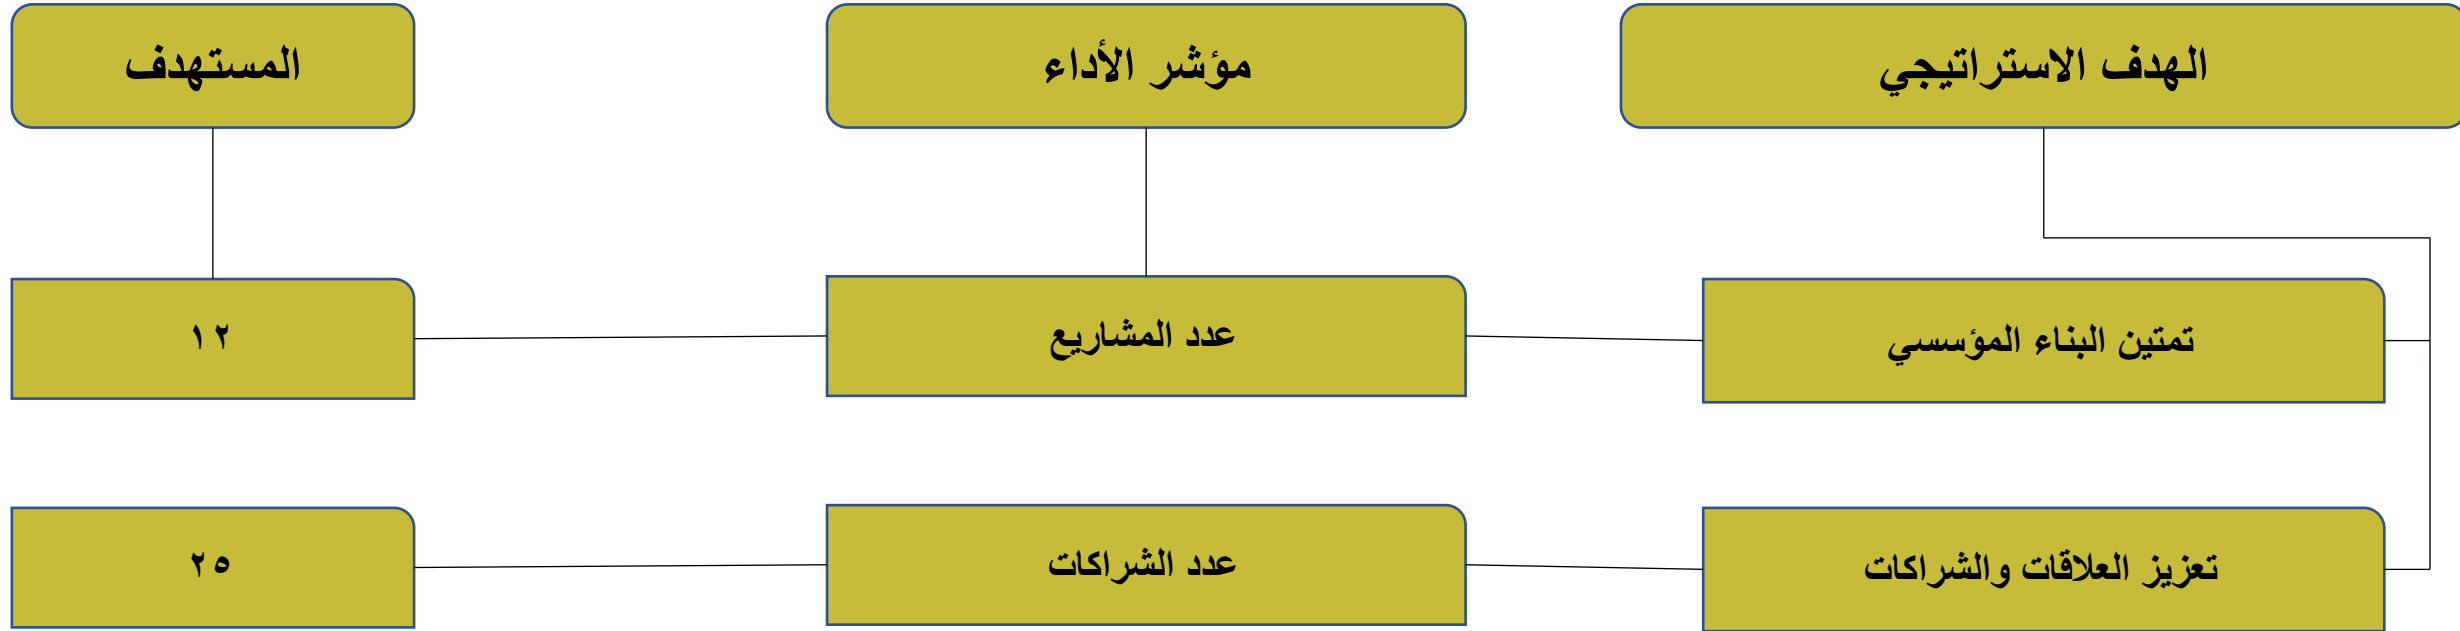 الهدف الاستراتيجي
مؤشر الأداء
المستهدف
تمتين البناء المؤسسي
عدد المشاريع
١٢
تعزيز العلاقات والشراكات
عدد الشراكات
٢٥